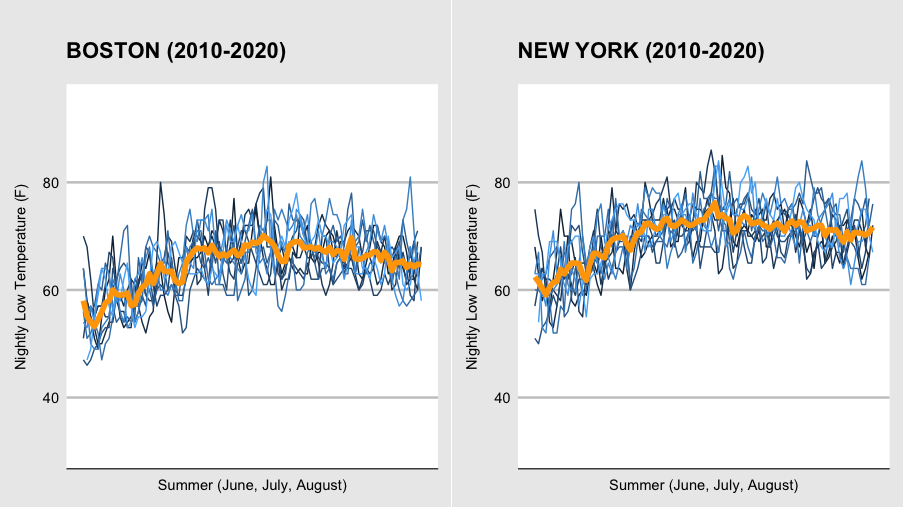 BOSTON (2010-2020)
Nightly Low Temperature (F)
80
60
40
Summer (June, July, August)
NEW YORK (2010-2020)
Nightly Low Temperature (F)
80
60
40
Summer (June, July, August)